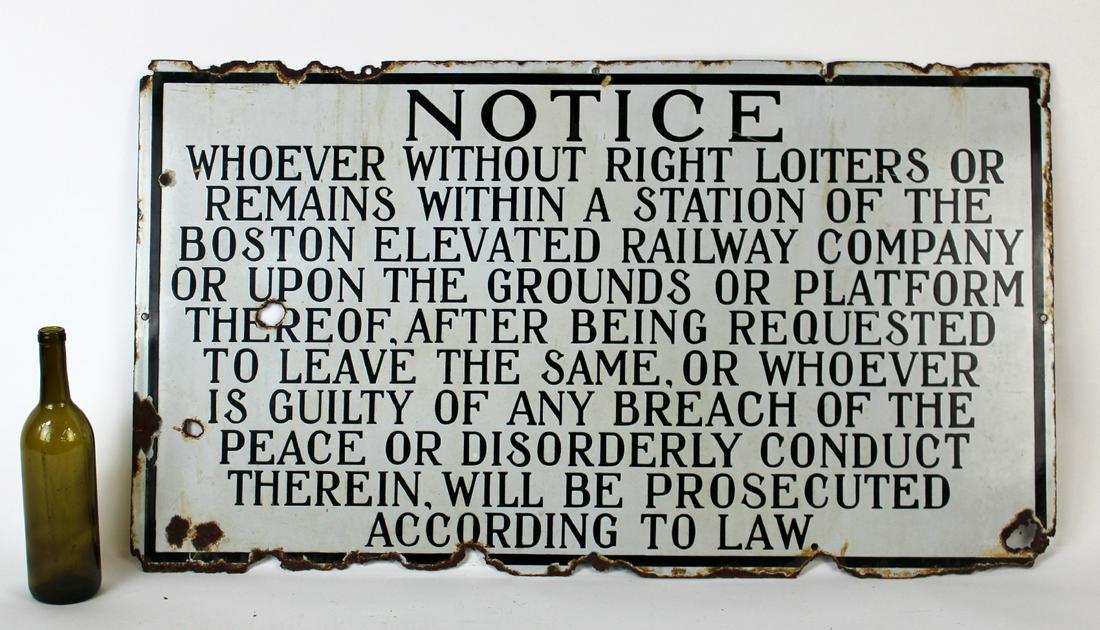 NOTICE
WHOEVER WITHOUT RIGHT LOITERS OR
REMAINS WITHIN A STATION OF THE
BOSTON ELEVATED RAILWAY COMPANY
OR UPON THE GROUNDS OR PLATFORM
THEREOF, AFTER BEING REQUESTED
TO LEAVE THE SAME, OR WHOEVER
IS GUILTY OF ANY BREACH OF THE
PEACE OR DISORDERLY CONDUCT
THEREIN, WILL BE PROSECUTED
ACCORDING TO LAW.